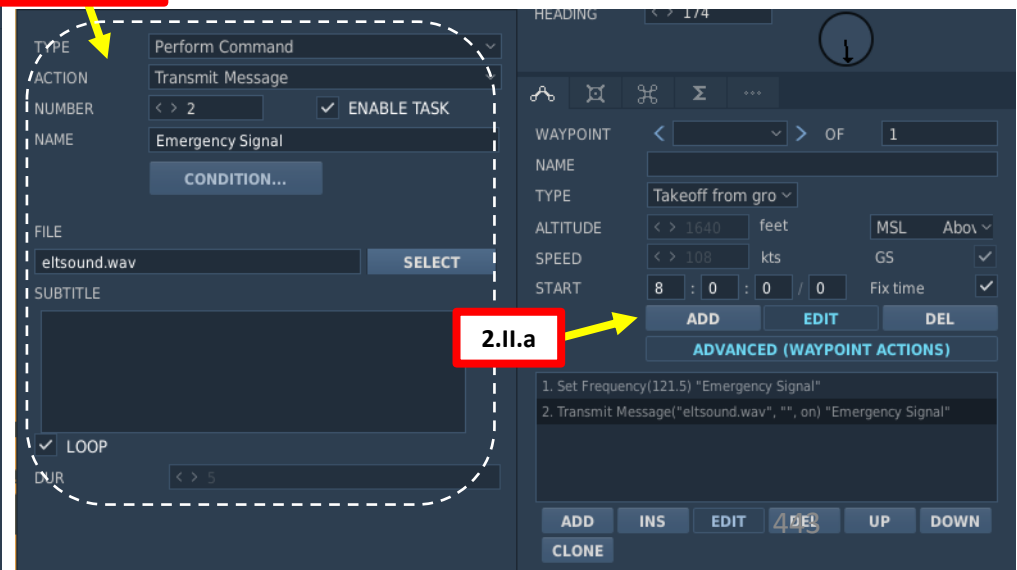 TYPE Perform Command
ACTION Transmit Message
NUMBER < > 2 ENABLE TASK
NAME Emergency Signal
CONDITION...
FILE
eltsound.wav SELECT
SUBTITLE
LOOP
DUR < > 5
HEADING < > 174
Σ ...
WAYPOINT < > OF 1
NAME
TYPE Takeoff from gro
ALTITUDE < > 1640 feet MSL Abov
SPEED < > 108 kts GS
START 8 : 0 : 0 / 0 Fix time
2.II.a
ADD EDIT DEL
ADVANCED (WAYPOINT ACTIONS)
1. Set Frequency(121.5) "Emergency Signal"
2. Transmit Message("eltsound.wav", "", on) "Emergency Signal"
ADD INS EDIT DEL UP DOWN
443
CLONE